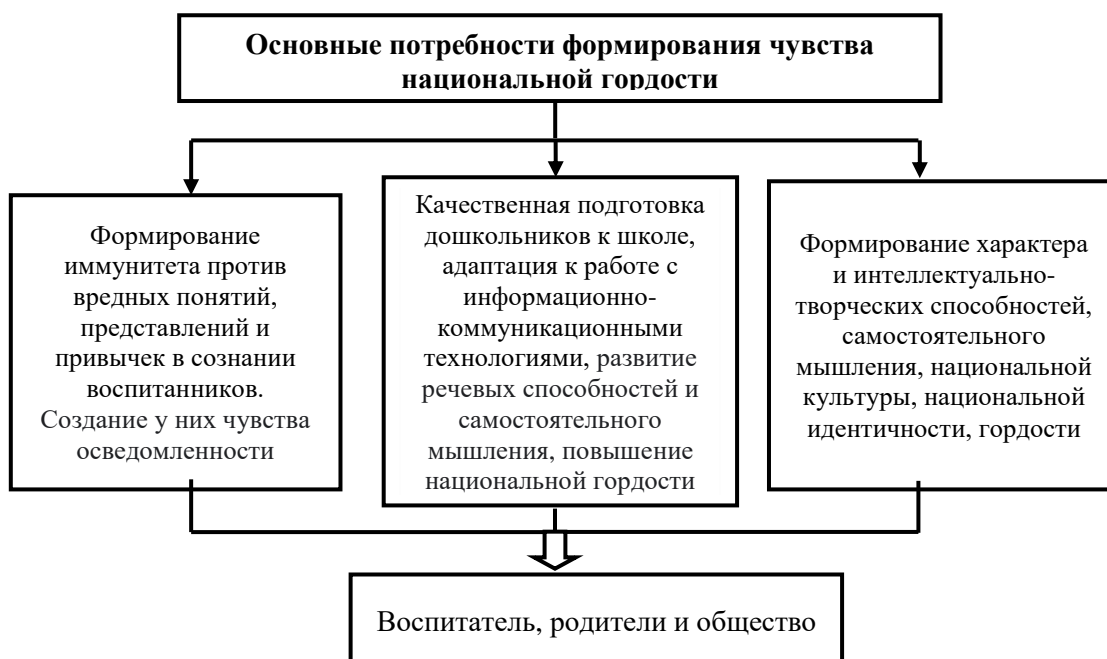 Основные потребности формирования чувства
национальной гордости
Формирование
иммунитета против
вредных понятий,
представлений и
привычек в сознании
воспитанников.
Создание у них чувства
осведомленности
Качественная подготовка
дошкольников к школе,
адаптация к работе с
информационно-
коммуникационными
технологиями, развитие
речевых способностей и
самостоятельного
мышления, повышение
национальной гордости
Формирование характера
и интеллектуально-
творческих способностей,
самостоятельного
мышления, национальной
культуры, национальной
идентичности, гордости
Воспитатель, родители и общество